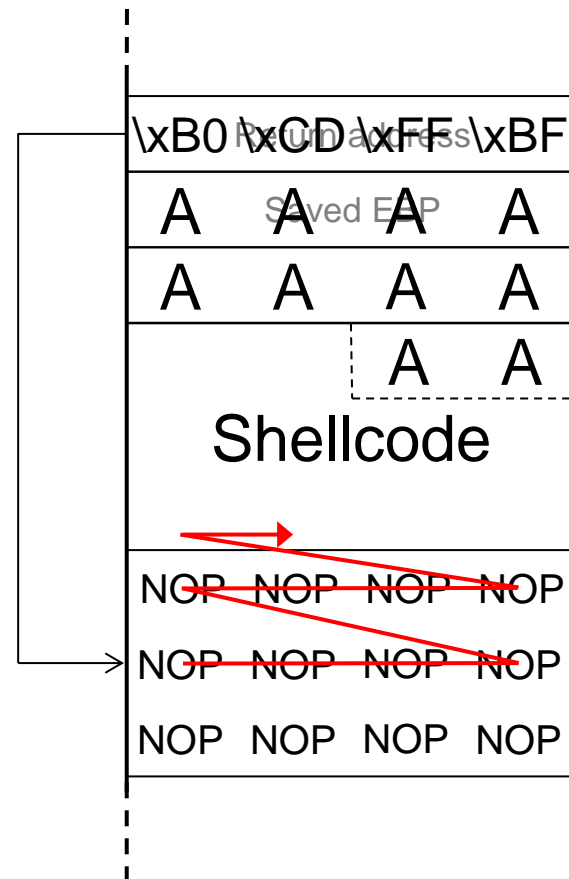 \xB0 \xCD \xFF \xBF
Return address
A A A A
Saved EBP
A A A A
A A
Shellcode
NOP NOP NOP NOP
NOP NOP NOP NOP
NOP NOP NOP NOP